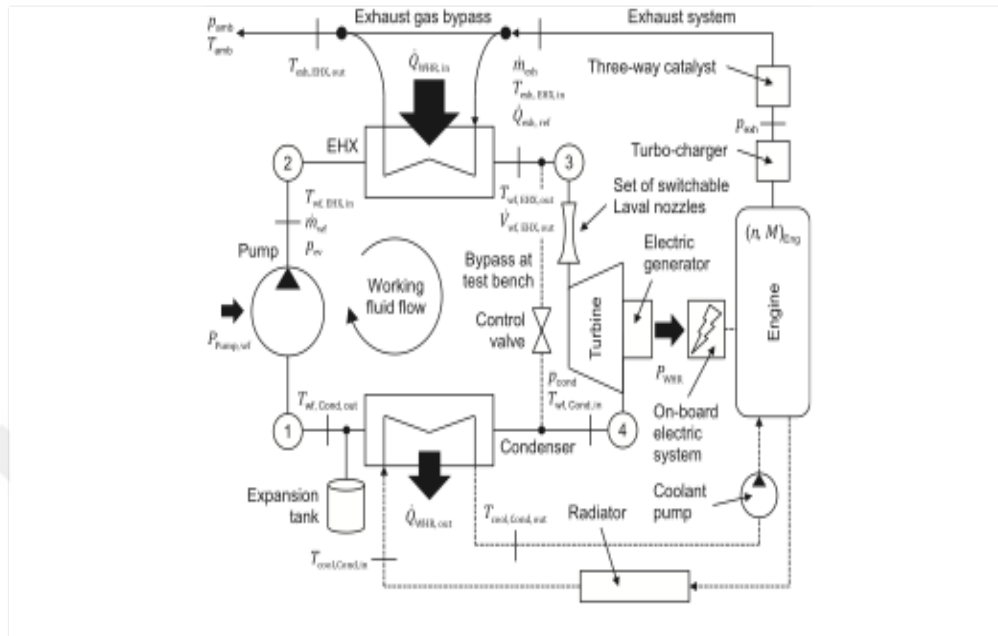 Exhaust gas bypass
Exhaust system
p_amb
T_amb
T_exh,EHX,out
Q̇_WHR,in
ṁ_exh
T_exh,EHX,in
Q̇_exh,ref
Three-way catalyst
p_exh
Turbo-charger
EHX
2
3
T_wf,EHX,in
ṁ_wf
p_ev
T_wf,EHX,out
V̇_wf,EHX,out
Set of switchable
Laval nozzles
(n, M)_Eng
Pump
Working
fluid flow
Bypass at
test bench
Electric
generator
Control
valve
Turbine
Engine
P_Pump,wf
p_cond
T_wf,Cond,in
P_WHR
T_wf,Cond,out
On-board
electric
system
1
4
Condenser
Expansion
tank
Q̇_WHR,out
T_cool,Cond,out
Radiator
Coolant
pump
T_cool,Cond,in